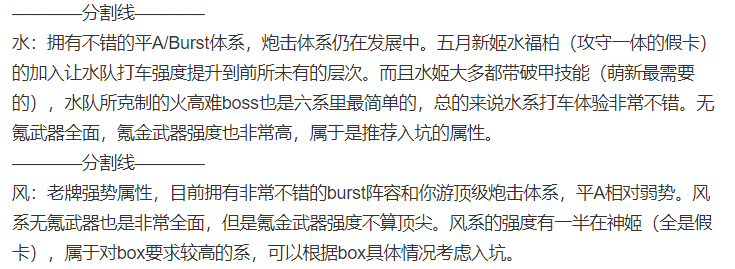 ————分割线————
水：拥有不错的平A/Burst体系，炮击体系仍在发展中。五月新姬水福柏（攻守一体的假卡）
的加入让水队打车强度提升到前所未有的层次。而且水姬大多都带破甲技能（萌新最需要
的），水队所克制的火高难boss也是六系里最简单的，总的来说水系打车体验非常不错。无
氪武器全面，氪金武器强度也非常高，属于是推荐入坑的属性。
————分割线————
风：老牌强势属性，目前拥有非常不错的burst阵容和你游顶级炮击体系，平A相对弱势。风
系无氪武器也是非常全面，但是氪金武器强度不算顶尖。风系的强度有一半在神姬（全是假
卡），属于对box要求较高的系，可以根据box具体情况考虑入坑。